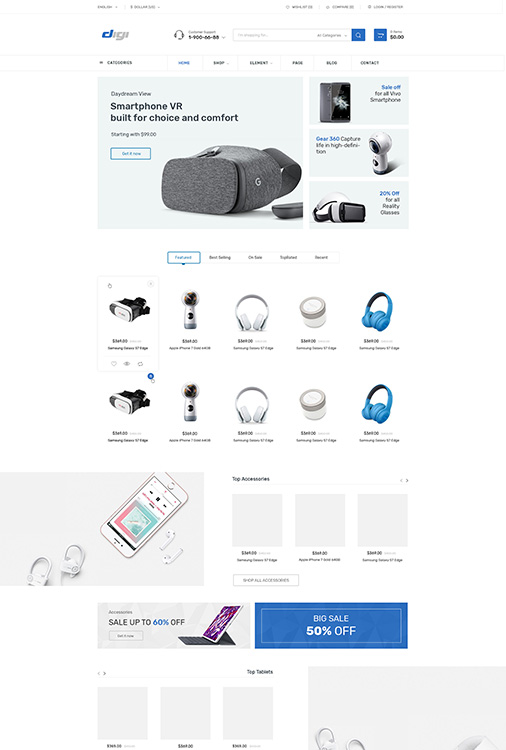 ENGLISH
$ DOLLAR (US)
WISHLIST (0)
COMPARE (0)
LOGIN / REGISTER
digi
Customer Support
1-900-66-88
I'm shopping for...
All Categories
0 items
$0.00
CATEGORIES
HOME
SHOP
ELEMENT
PAGE
BLOG
CONTACT
Daydream View
Smartphone VR
built for choice and comfort
Starting with $99.00
Get it now
Sale off
for all Vivo
Smartphone
Gear 360 Capture
life in high-defini-
tion
20% Off
for all
Reality
Glasses
Featured
Best Selling
On Sale
TopRated
Recent
$369.00
Samsung Galaxy S7 Edge
$369.00
Apple iPhone 7 Gold 64GB
$369.00
Samsung Galaxy S7 Edge
$369.00
Samsung Galaxy S7 Edge
$369.00
Samsung Galaxy S7 Edge
$369.00
Samsung Galaxy S7 Edge
$369.00
Apple iPhone 7 Gold 64GB
$369.00
Samsung Galaxy S7 Edge
$369.00
Samsung Galaxy S7 Edge
$369.00
Samsung Galaxy S7 Edge
Top Accessories
$369.00
Samsung Galaxy S7 Edge
$369.00
Apple iPhone 7 Gold 64GB
$369.00
Samsung Galaxy S7 Edge
SHOP ALL ACCESSORIES
Accessories
SALE UP TO 60% OFF
Get it now
BIG SALE
50% OFF
Top Tablets
$369.00
$369.00
$369.00